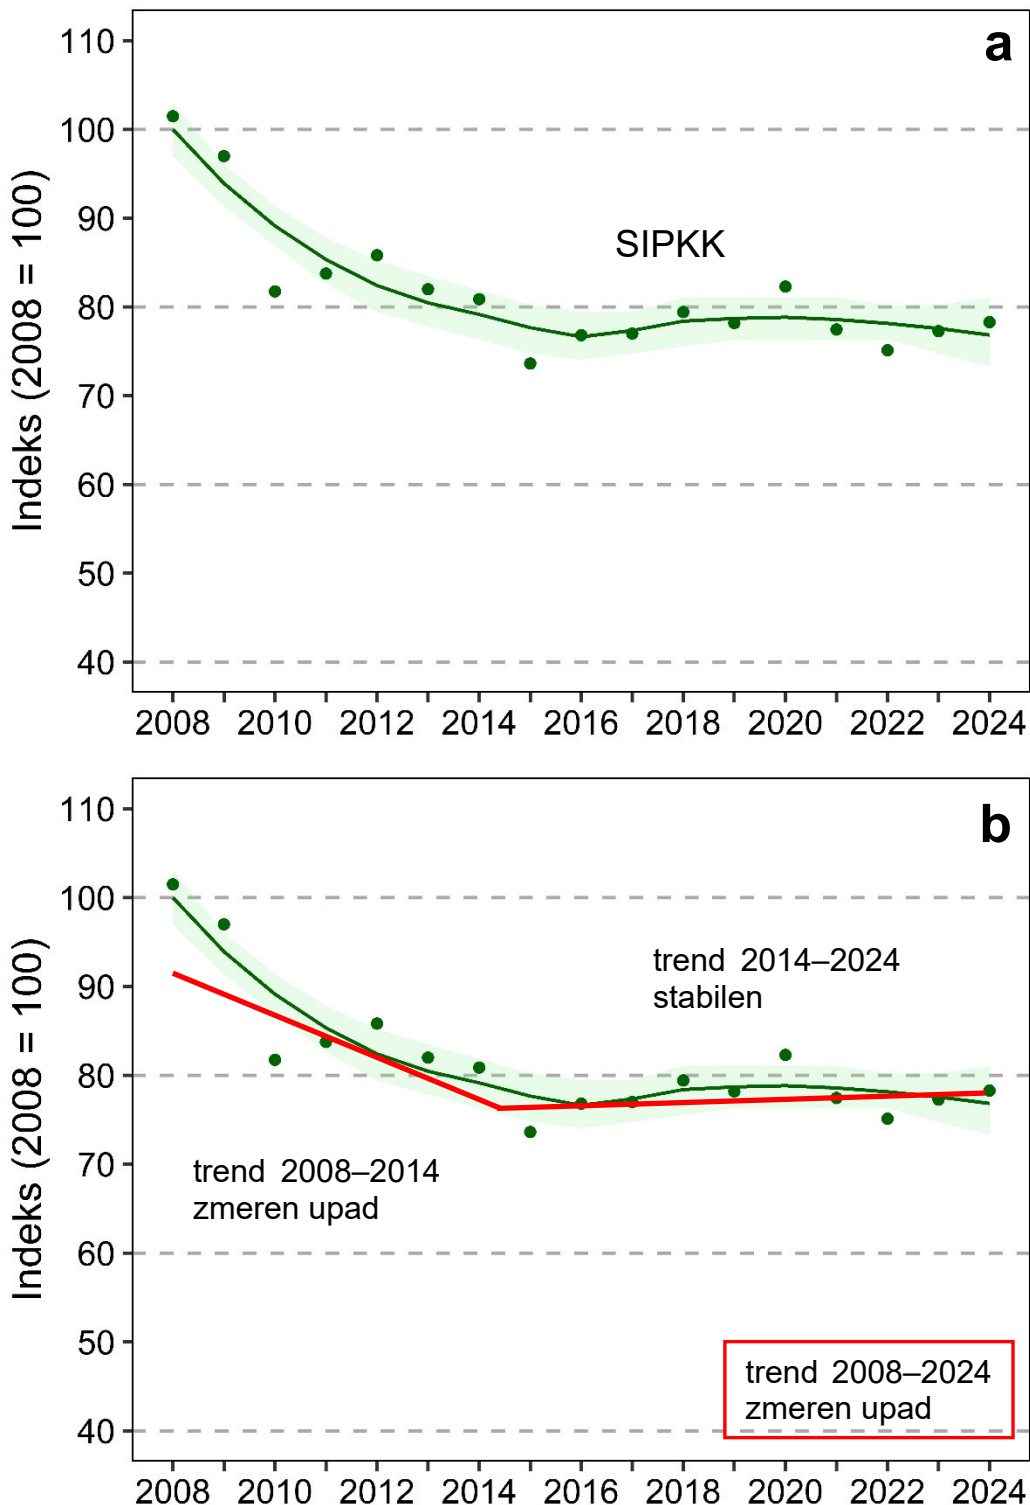 a
110
100
90
80
70
60
50
40
Indeks (2008 = 100)
SIPKK
2008 2010 2012 2014 2016 2018 2020 2022 2024
b
110
100
90
80
70
60
50
40
Indeks (2008 = 100)
trend 2014–2024
stabilen
trend 2008–2014
zmeren upad
trend 2008–2024
zmeren upad
2008 2010 2012 2014 2016 2018 2020 2022 2024